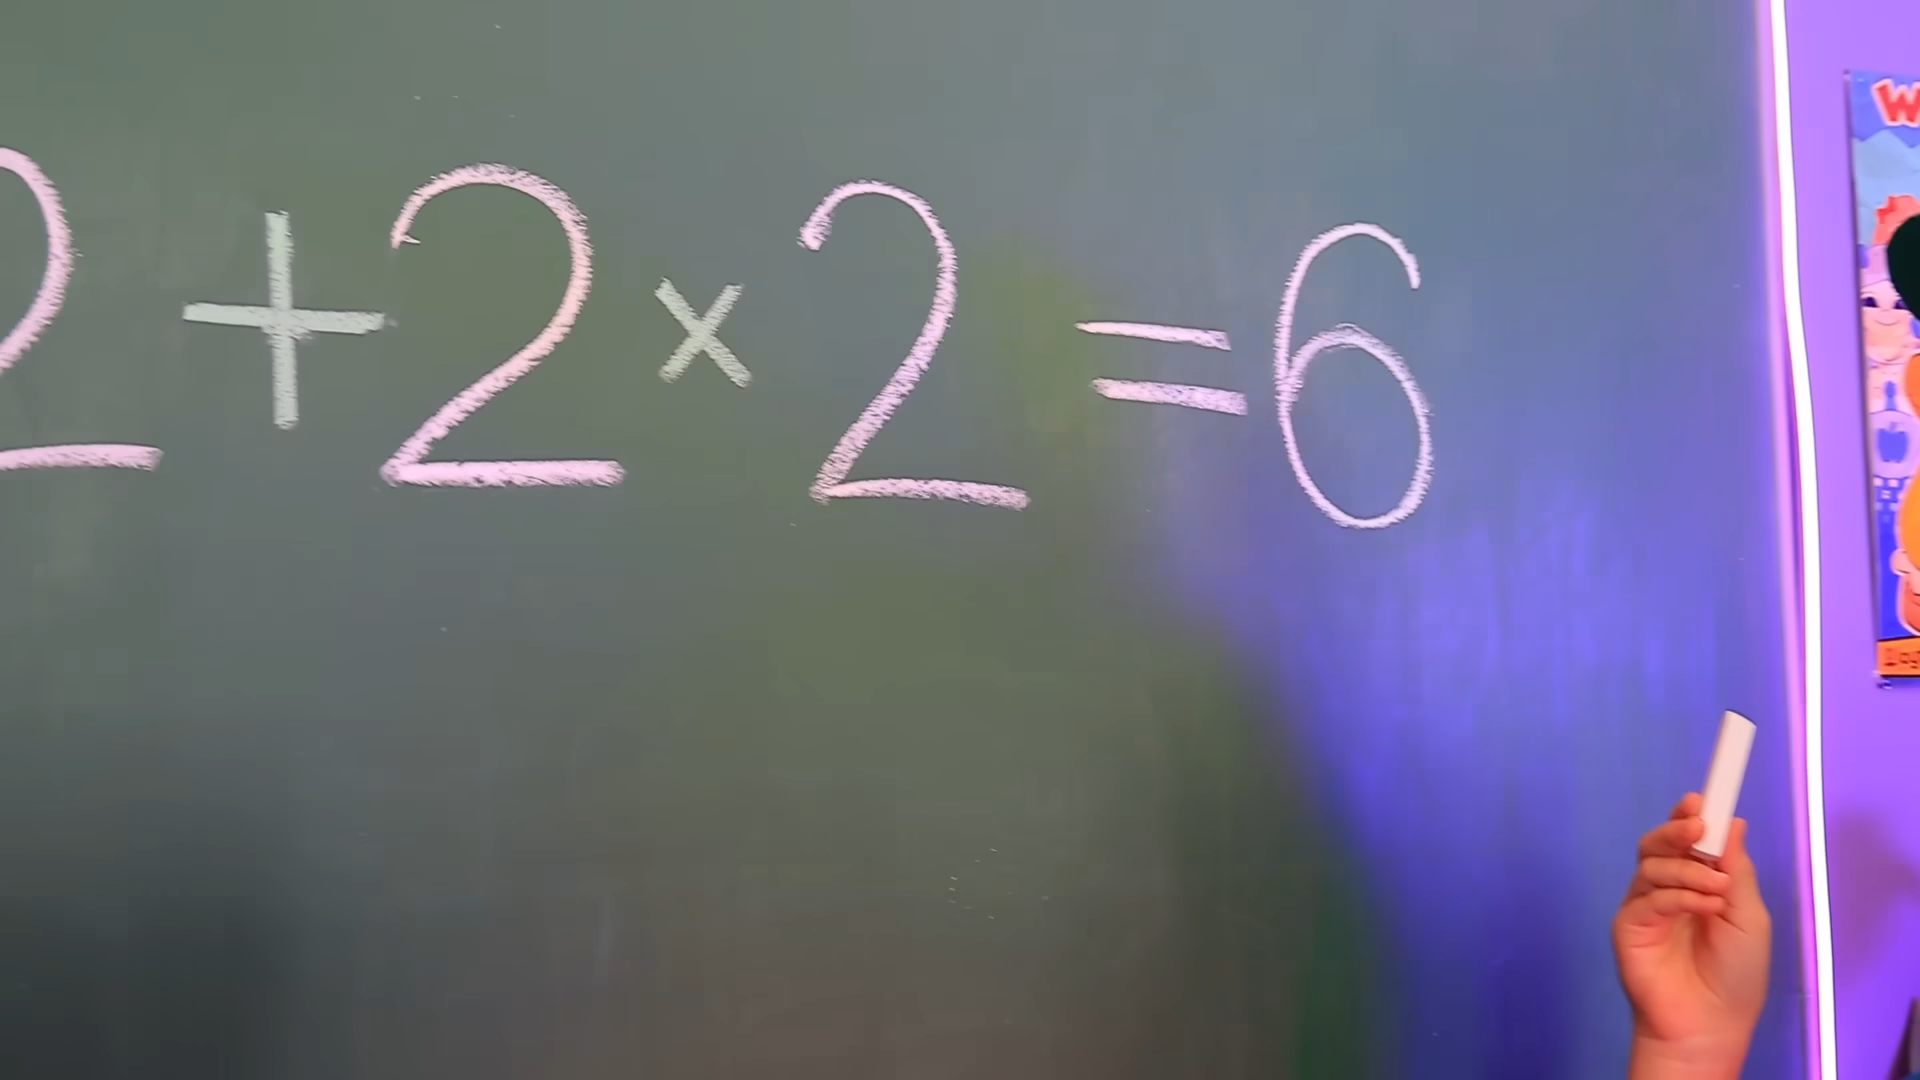 2 + 2 × 2 = 6